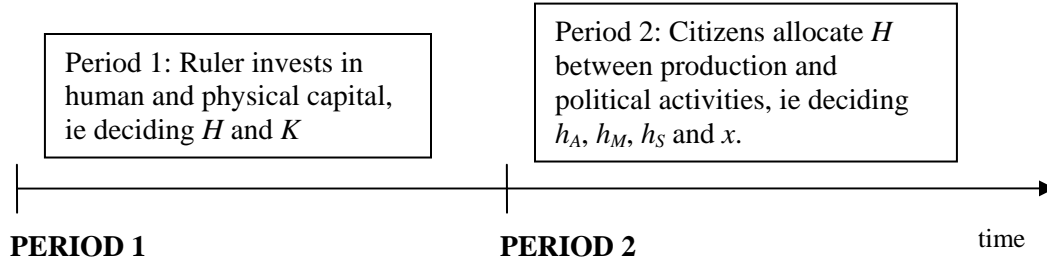 Period 1: Ruler invests in
human and physical capital,
ie deciding H and K
Period 2: Citizens allocate H
between production and
political activities, ie deciding
hA, hM, hS and x.
PERIOD 1
PERIOD 2
time